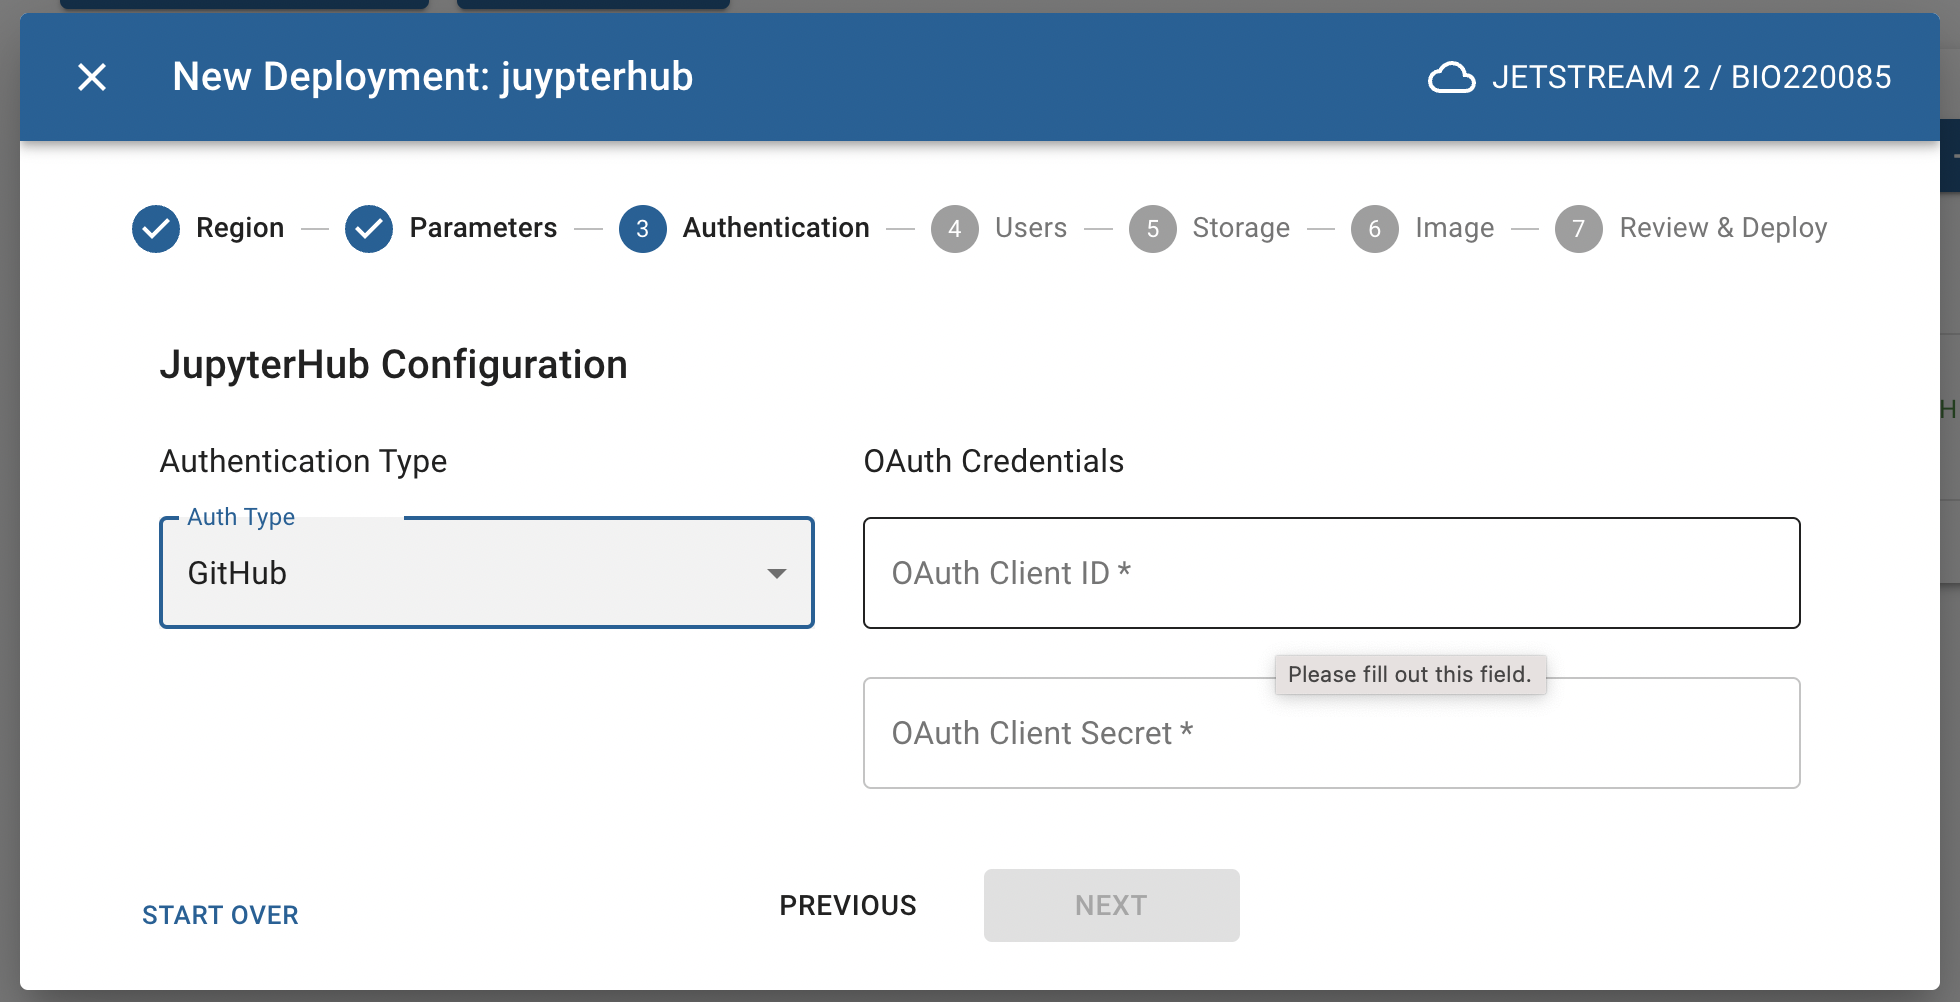 New Deployment: juypterhub
JETSTREAM 2 / BIO220085
Region
Parameters
3 Authentication
4 Users
5 Storage
6 Image
7 Review & Deploy
JupyterHub Configuration
Authentication Type
OAuth Credentials
Auth Type
GitHub
OAuth Client ID *
Please fill out this field.
OAuth Client Secret *
START OVER
PREVIOUS
NEXT
H